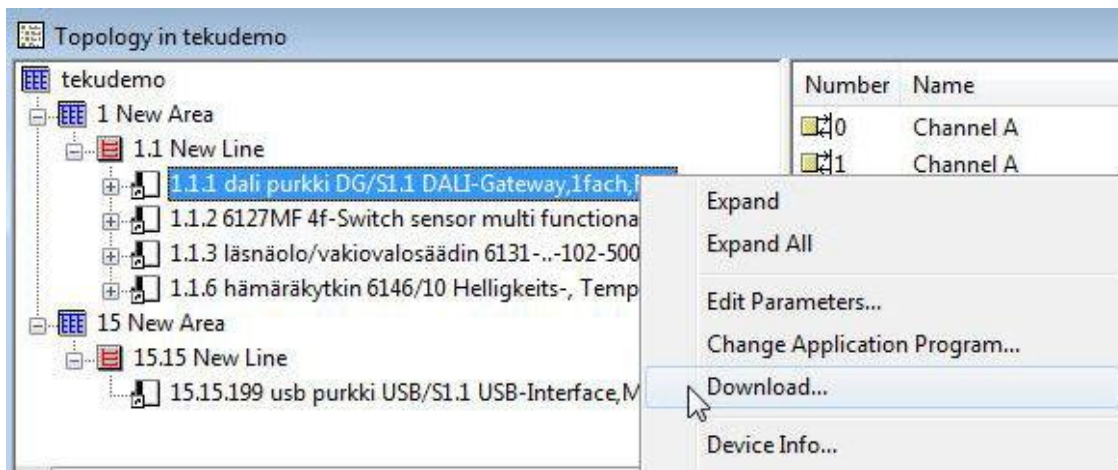 Topology in tekudemo
tekudemo
1 New Area
1.1 New Line
1.1.1 dali purkki DG/S1.1 DALI-Gateway,1fach,
1.1.2 6127MF 4f-Switch sensor multi functiona
1.1.3 läsnäolo/vakiovalosäädin 6131-..-102-500
1.1.6 hämäräkytkin 6146/10 Helligkeits-, Temp
15 New Area
15.15 New Line
15.15.199 usb purkki USB/S1.1 USB-Interface,M
Number Name
0 Channel A
1 Channel A
Expand
Expand All
Edit Parameters...
Change Application Program...
Download...
Device Info...